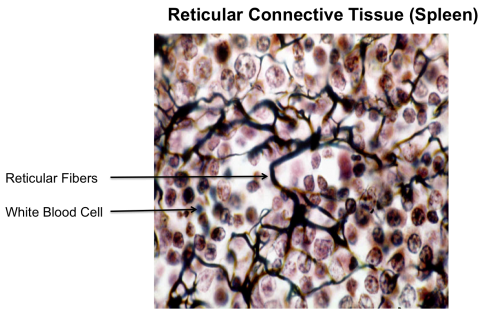 Reticular Connective Tissue (Spleen)
Reticular Fibers
White Blood Cell